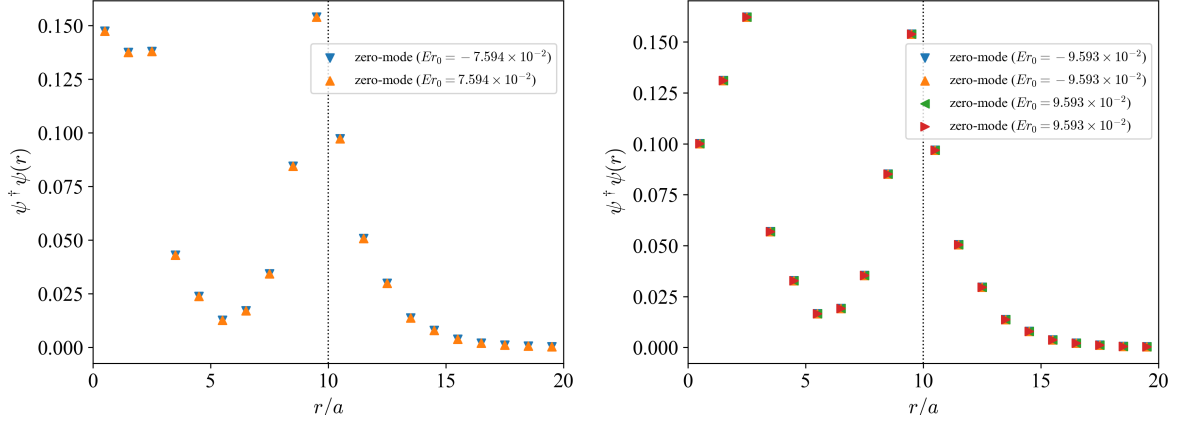 0.150
0.125
0.100
0.075
0.050
0.025
0.000
ψ†ψ(r)
0
5
10
15
20
r/a
zero-mode (Er₀ = − 7.594 × 10⁻²)
zero-mode (Er₀ = 7.594 × 10⁻²)
0.150
0.125
0.100
0.075
0.050
0.025
0.000
ψ†ψ(r)
0
5
10
15
20
r/a
zero-mode (Er₀ = − 9.593 × 10⁻²)
zero-mode (Er₀ = − 9.593 × 10⁻²)
zero-mode (Er₀ = 9.593 × 10⁻²)
zero-mode (Er₀ = 9.593 × 10⁻²)